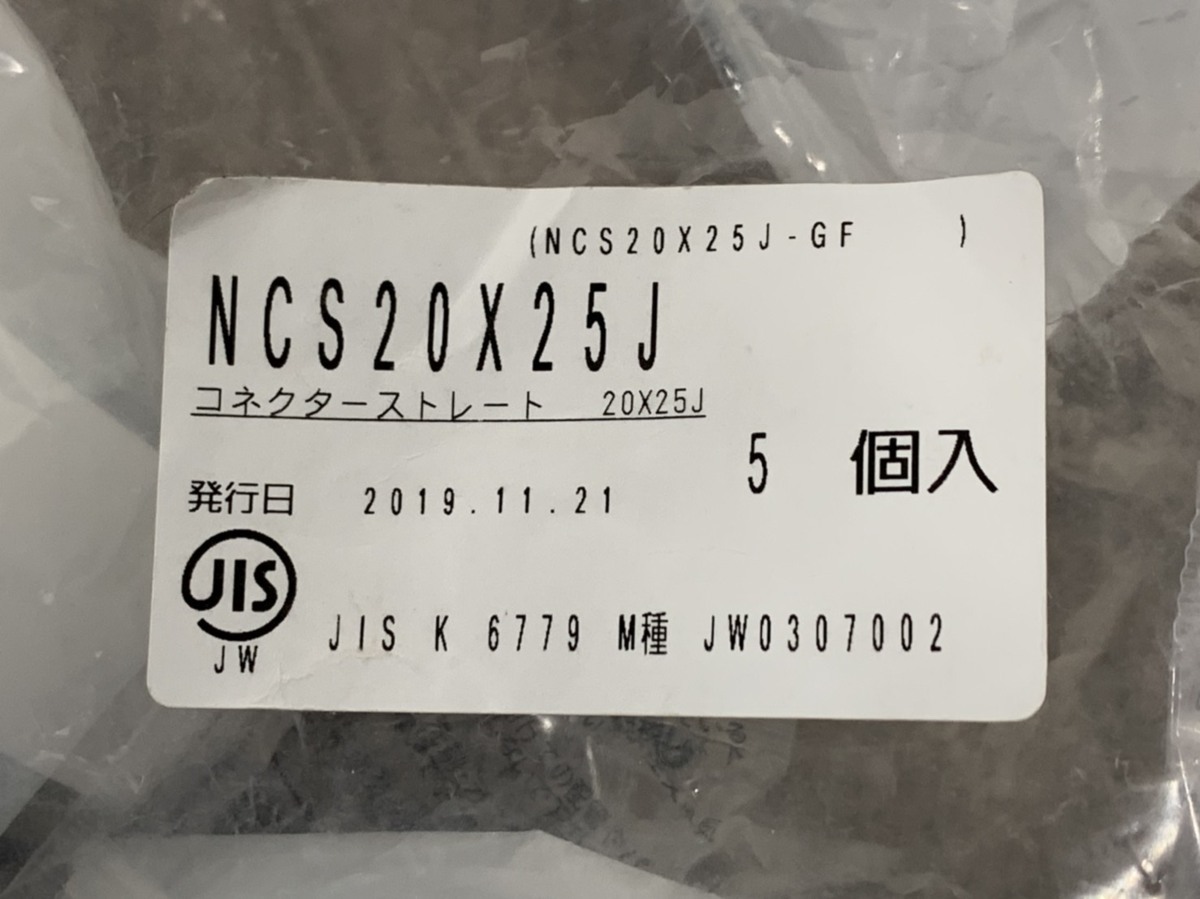 (NCS20X25J-GF )
NCS20X25J
コネクターストレート 20X25J
5 個入
発行日 2019.11.21
JIS
JW
JIS K 6779 M種 JW0307002